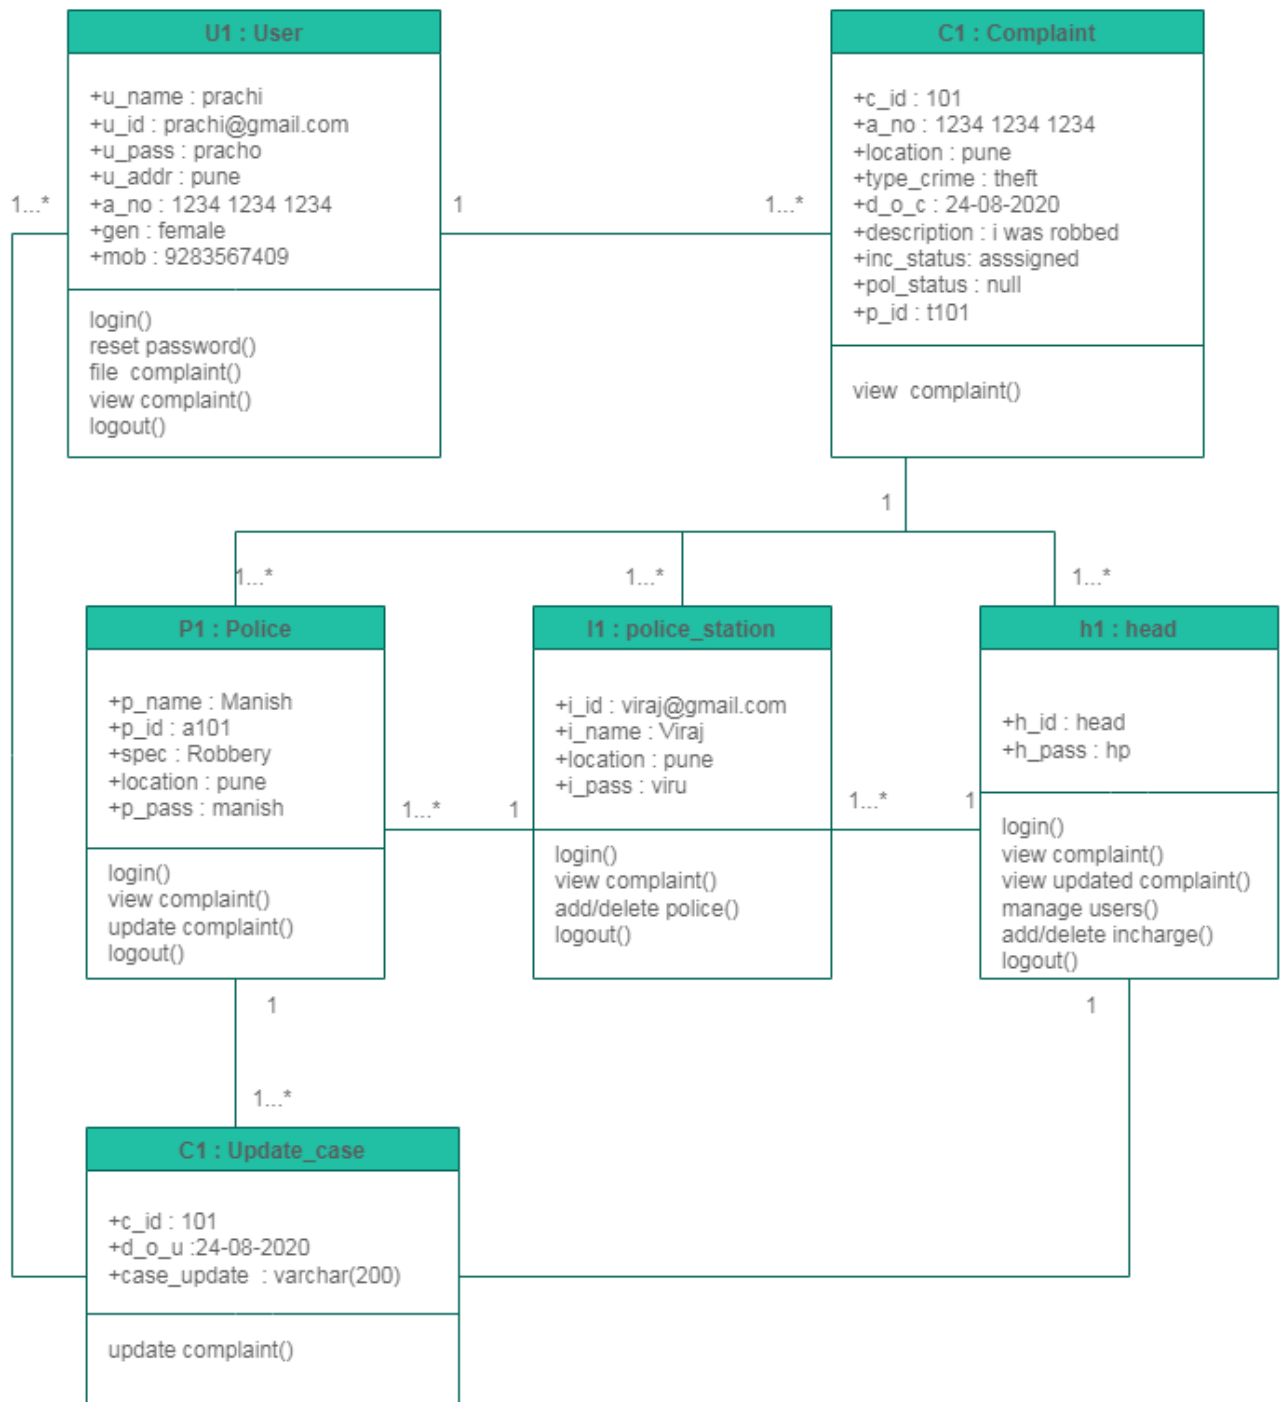 U1 : User
+u_name : prachi
+u_id : prachi@gmail.com
+u_pass : pracho
+u_addr : pune
+a_no : 1234 1234 1234
+gen : female
+mob : 9283567409
login()
reset password()
file  complaint()
view complaint()
logout()
1...*
1
1...*
C1 : Complaint
+c_id : 101
+a_no : 1234 1234 1234
+location : pune
+type_crime : theft
+d_o_c : 24-08-2020
+description : i was robbed
+inc_status: asssigned
+pol_status : null
+p_id : t101
view  complaint()
1
1...*
1...*
1...*
P1 : Police
+p_name : Manish
+p_id : a101
+spec : Robbery
+location : pune
+p_pass : manish
login()
view complaint()
update complaint()
logout()
1...*
1
I1 : police_station
+i_id : viraj@gmail.com
+i_name : Viraj
+location : pune
+i_pass : viru
login()
view complaint()
add/delete police()
logout()
1...*
1
h1 : head
+h_id : head
+h_pass : hp
login()
view complaint()
view updated complaint()
manage users()
add/delete incharge()
logout()
1
1
1...*
C1 : Update_case
+c_id : 101
+d_o_u :24-08-2020
+case_update  : varchar(200)
update complaint()